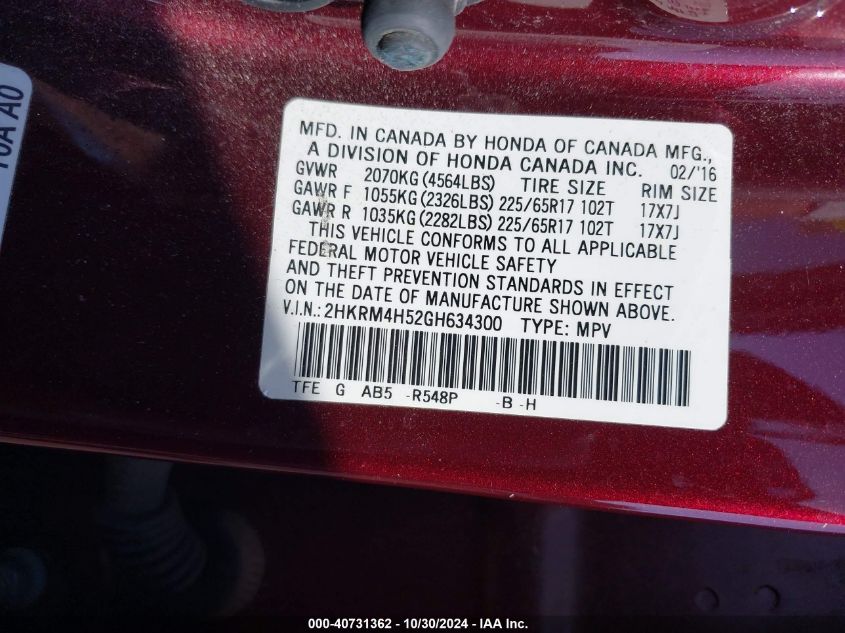 10A A0
MFD. IN CANADA BY HONDA OF CANADA MFG.,
A DIVISION OF HONDA CANADA INC. 02/'16
GVWR 2070KG (4564LBS) TIRE SIZE RIM SIZE
GAWR F 1055KG (2326LBS) 225/65R17 102T 17X7J
GAWR R 1035KG (2282LBS) 225/65R17 102T 17X7J
THIS VEHICLE CONFORMS TO ALL APPLICABLE
FEDERAL MOTOR VEHICLE SAFETY
AND THEFT PREVENTION STANDARDS IN EFFECT
ON THE DATE OF MANUFACTURE SHOWN ABOVE.
V.I.N.: 2HKRM4H52GH634300 TYPE: MPV
TFE G AB5 -R548P -B -H
000-40731362 - 10/30/2024 - IAA Inc.